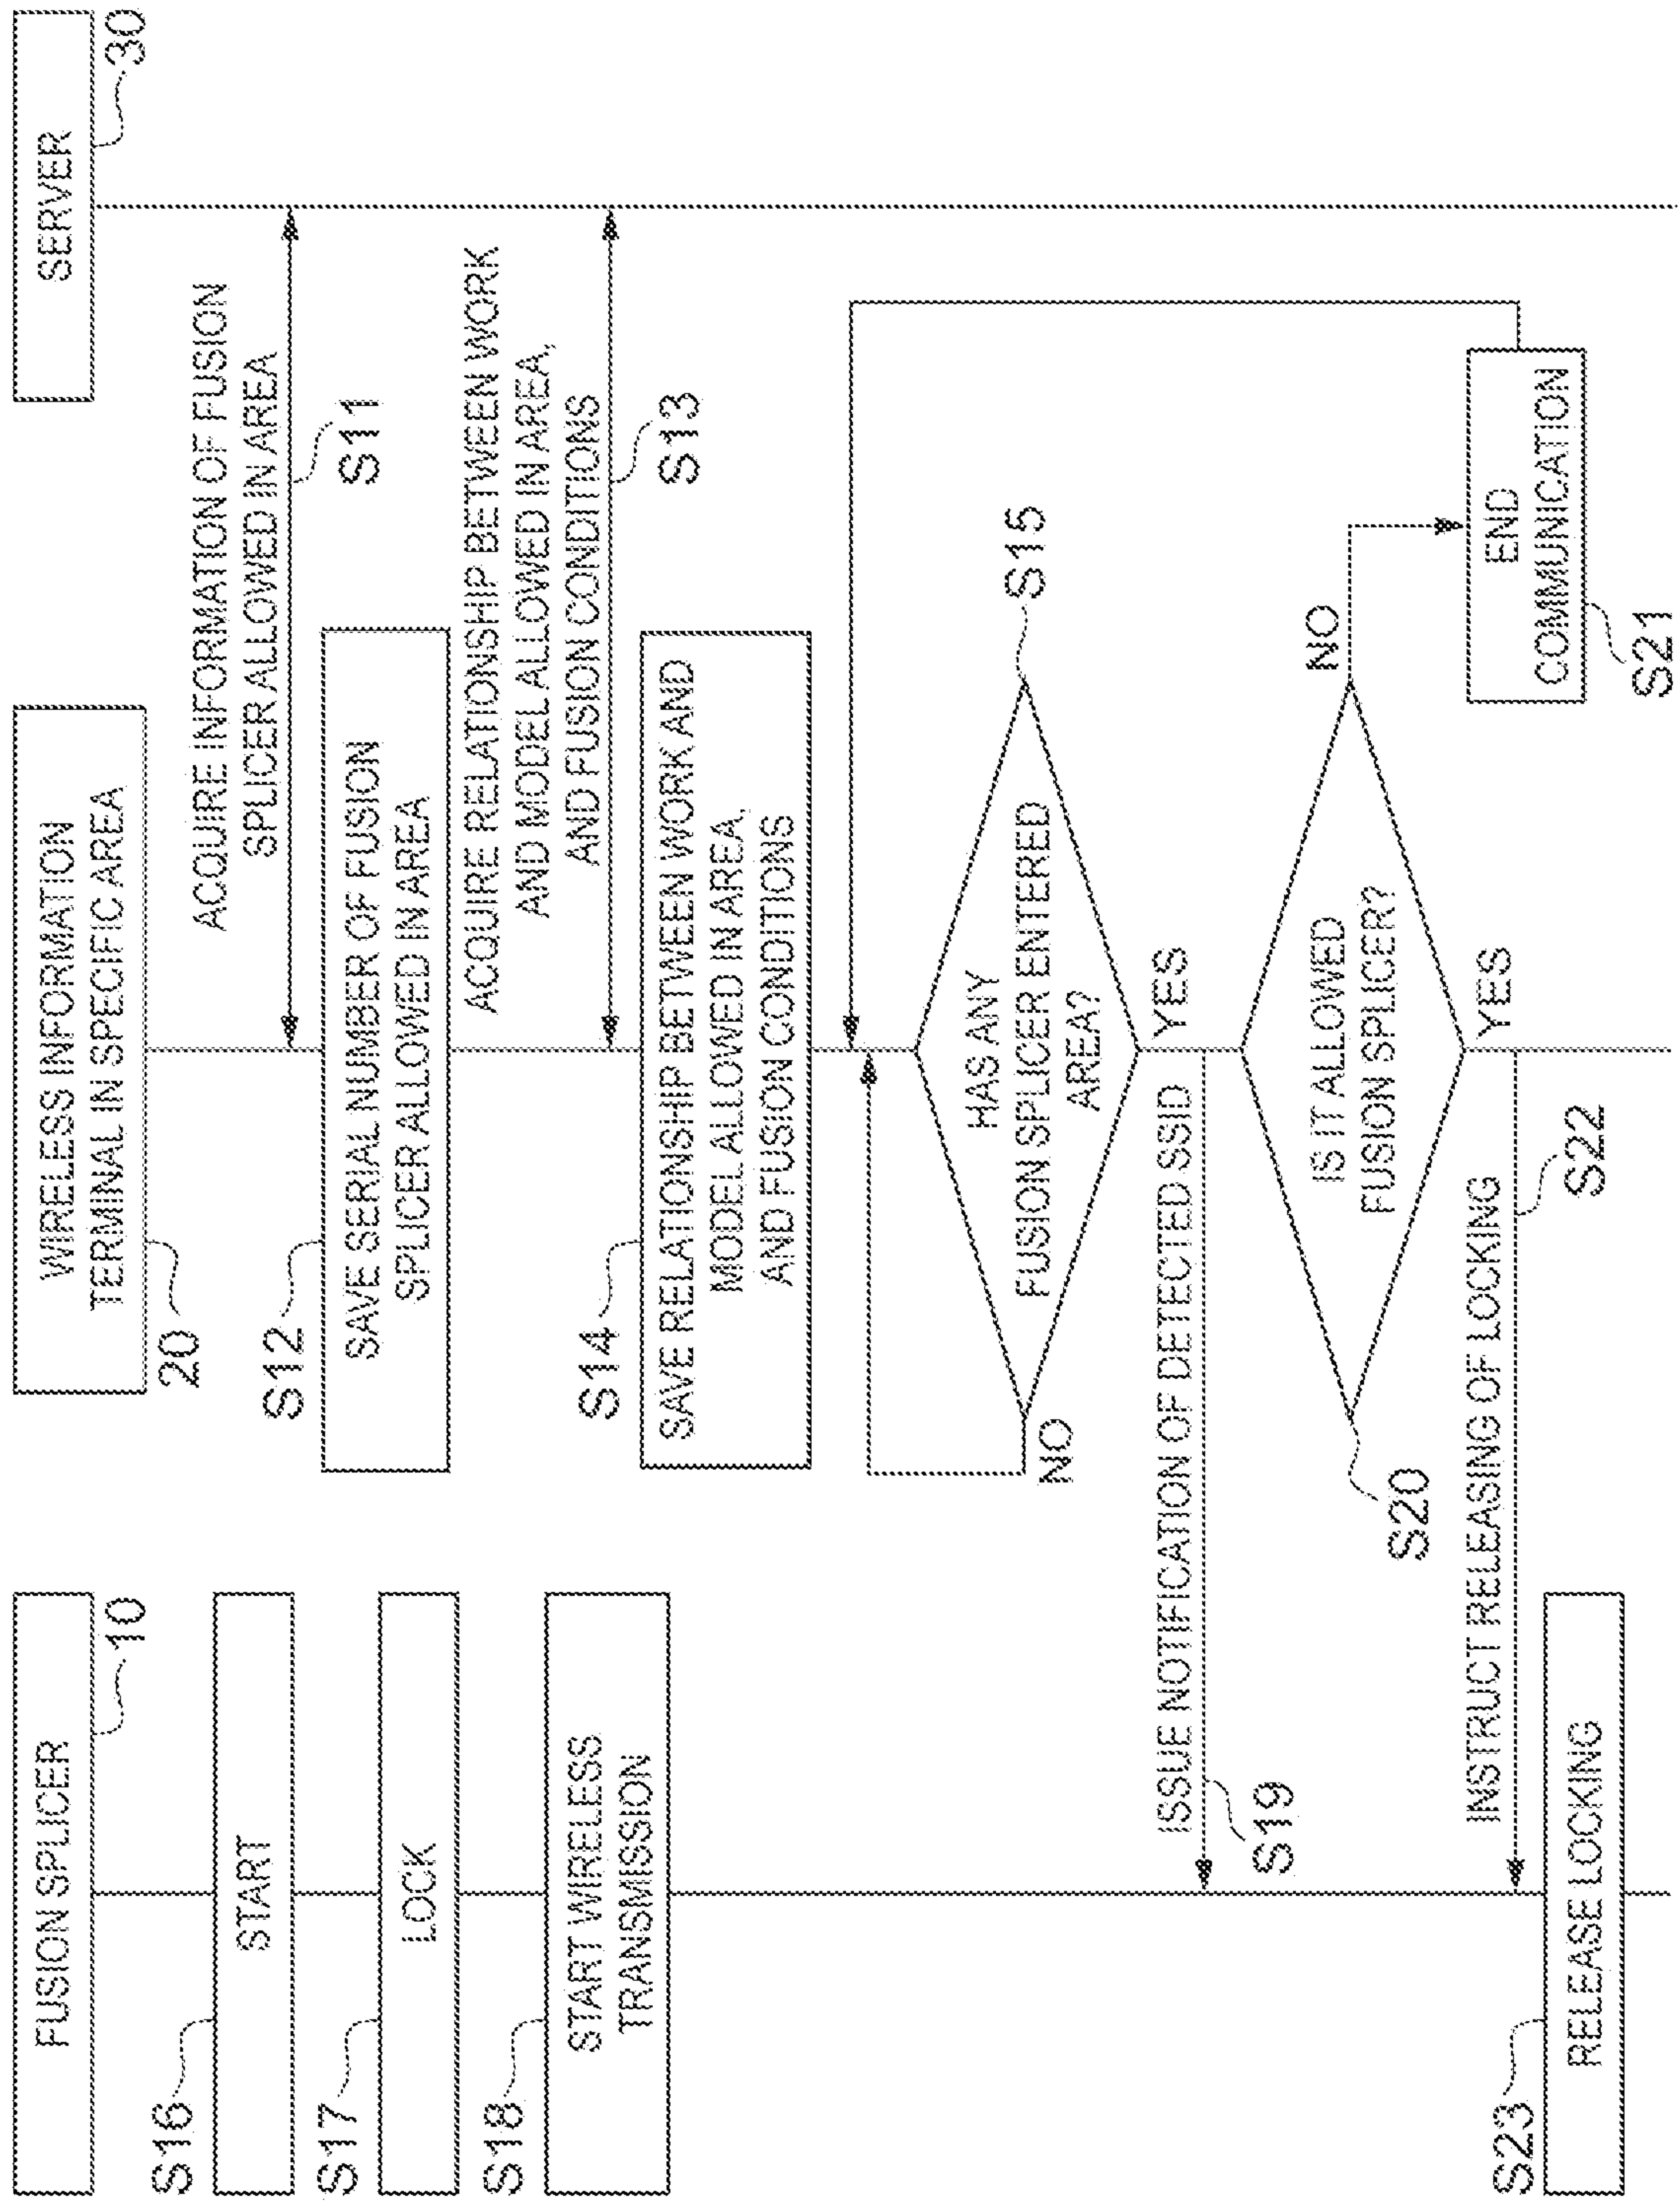 FUSION SPLICER
10
WIRELESS INFORMATION
TERMINAL IN SPECIFIC AREA
20
SERVER
30
ACQUIRE INFORMATION OF FUSION
SPLICER ALLOWED IN AREA
S11
S12
SAVE SERIAL NUMBER OF FUSION
SPLICER ALLOWED IN AREA
ACQUIRE RELATIONSHIP BETWEEN WORK
AND MODEL ALLOWED IN AREA,
AND FUSION CONDITIONS
S13
S14
SAVE RELATIONSHIP BETWEEN WORK AND
MODEL ALLOWED IN AREA,
AND FUSION CONDITIONS
S16
START
S17
LOCK
S18
START WIRELESS
TRANSMISSION
S15
HAS ANY
FUSION SPLICER ENTERED
AREA?
NO
YES
ISSUE NOTIFICATION OF DETECTED SSID
S19
IS IT ALLOWED
FUSION SPLICER?
S20
NO
YES
END
COMMUNICATION
S21
INSTRUCT RELEASING OF LOCKING
S22
S23
RELEASE LOCKING